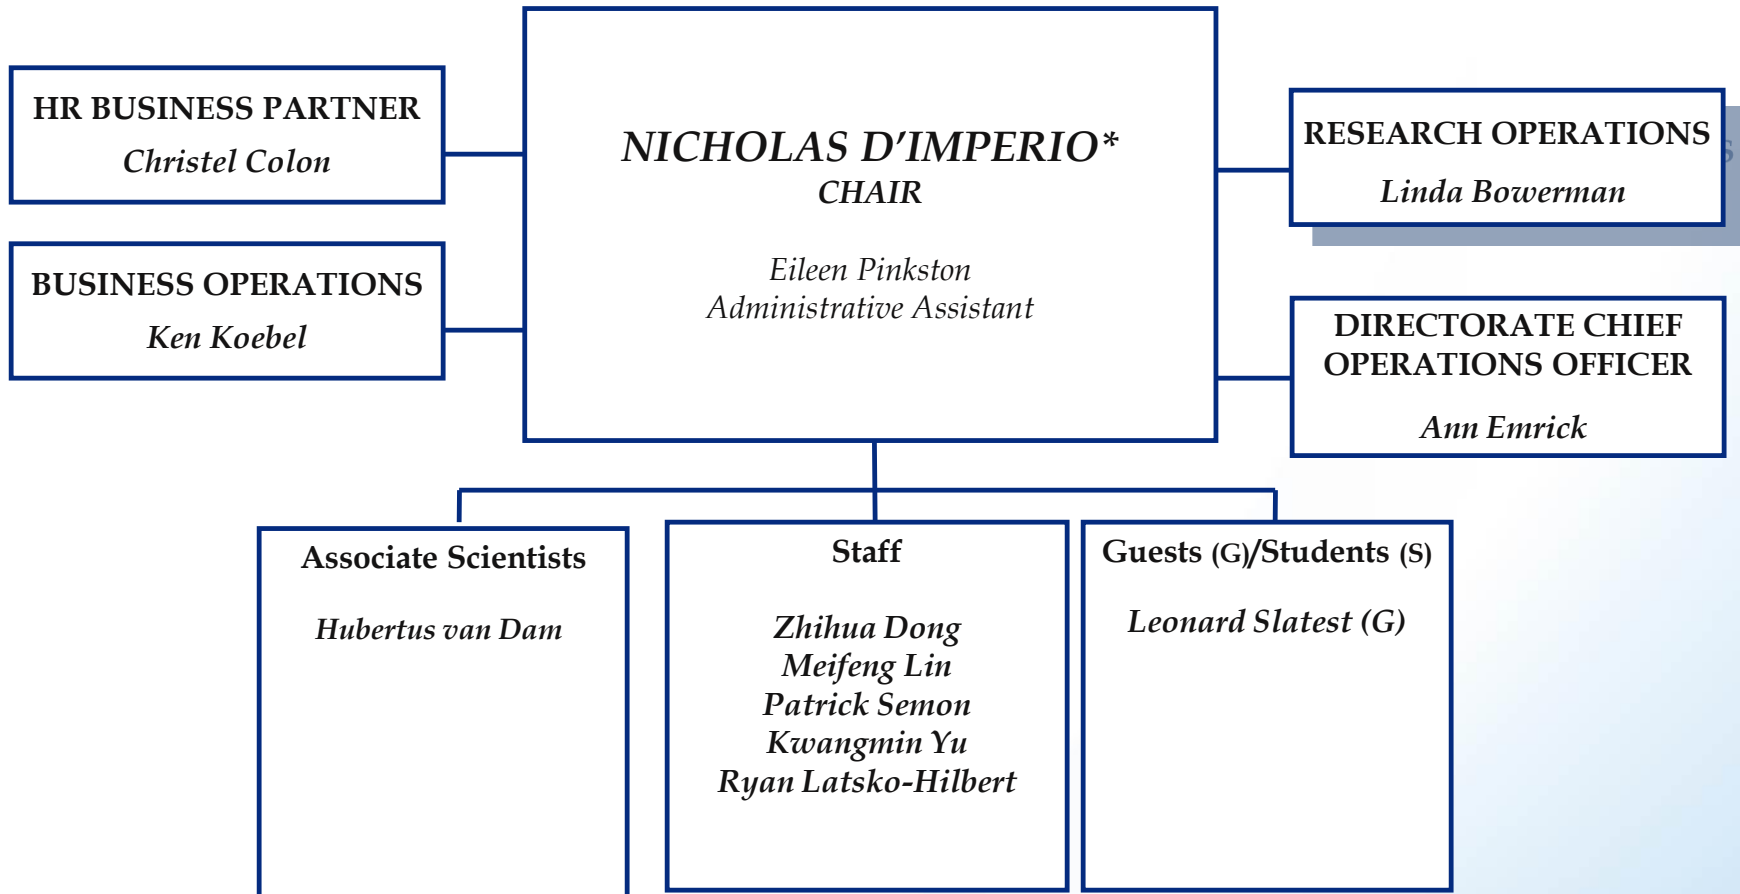 HR BUSINESS PARTNER
Christel Colon
BUSINESS OPERATIONS
Ken Koebel
NICHOLAS D'IMPERIO*
CHAIR
Eileen Pinkston
Administrative Assistant
RESEARCH OPERATIONS
Linda Bowerman
DIRECTORATE CHIEF
OPERATIONS OFFICER
Ann Emrick
Associate Scientists
Hubertus van Dam
Staff
Zhihua Dong
Meifeng Lin
Patrick Semon
Kwangmin Yu
Ryan Latsko-Hilbert
Guests (G)/Students (S)
Leonard Slatest (G)